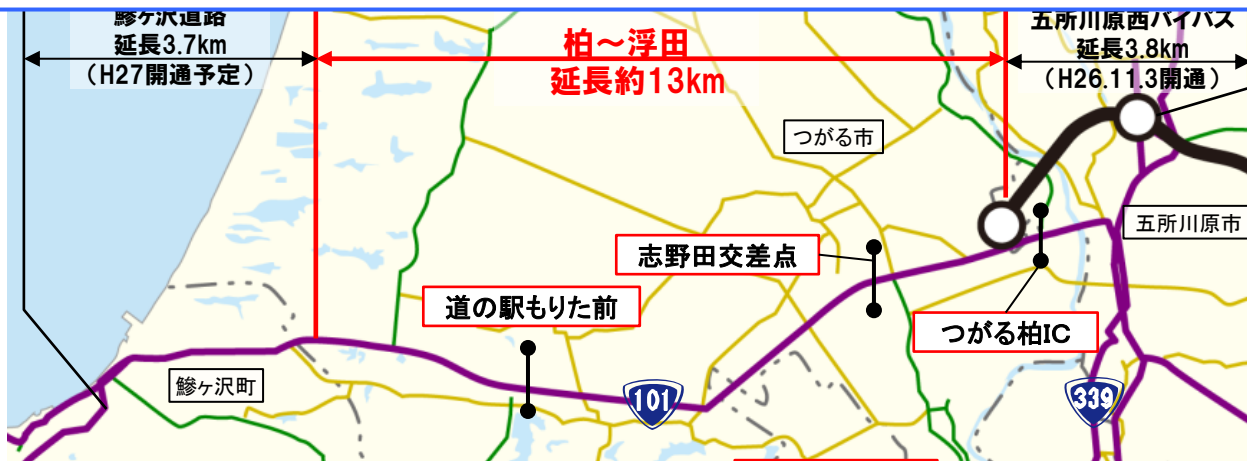 鰺ヶ沢道路
延長3.7km
（H27開通予定）
柏～浮田
延長約13km
五所川原西バイパス
延長3.8km
（H26.11.3開通）
つがる市
五所川原市
志野田交差点
道の駅もりた前
つがる柏IC
鰺ヶ沢町
101
339